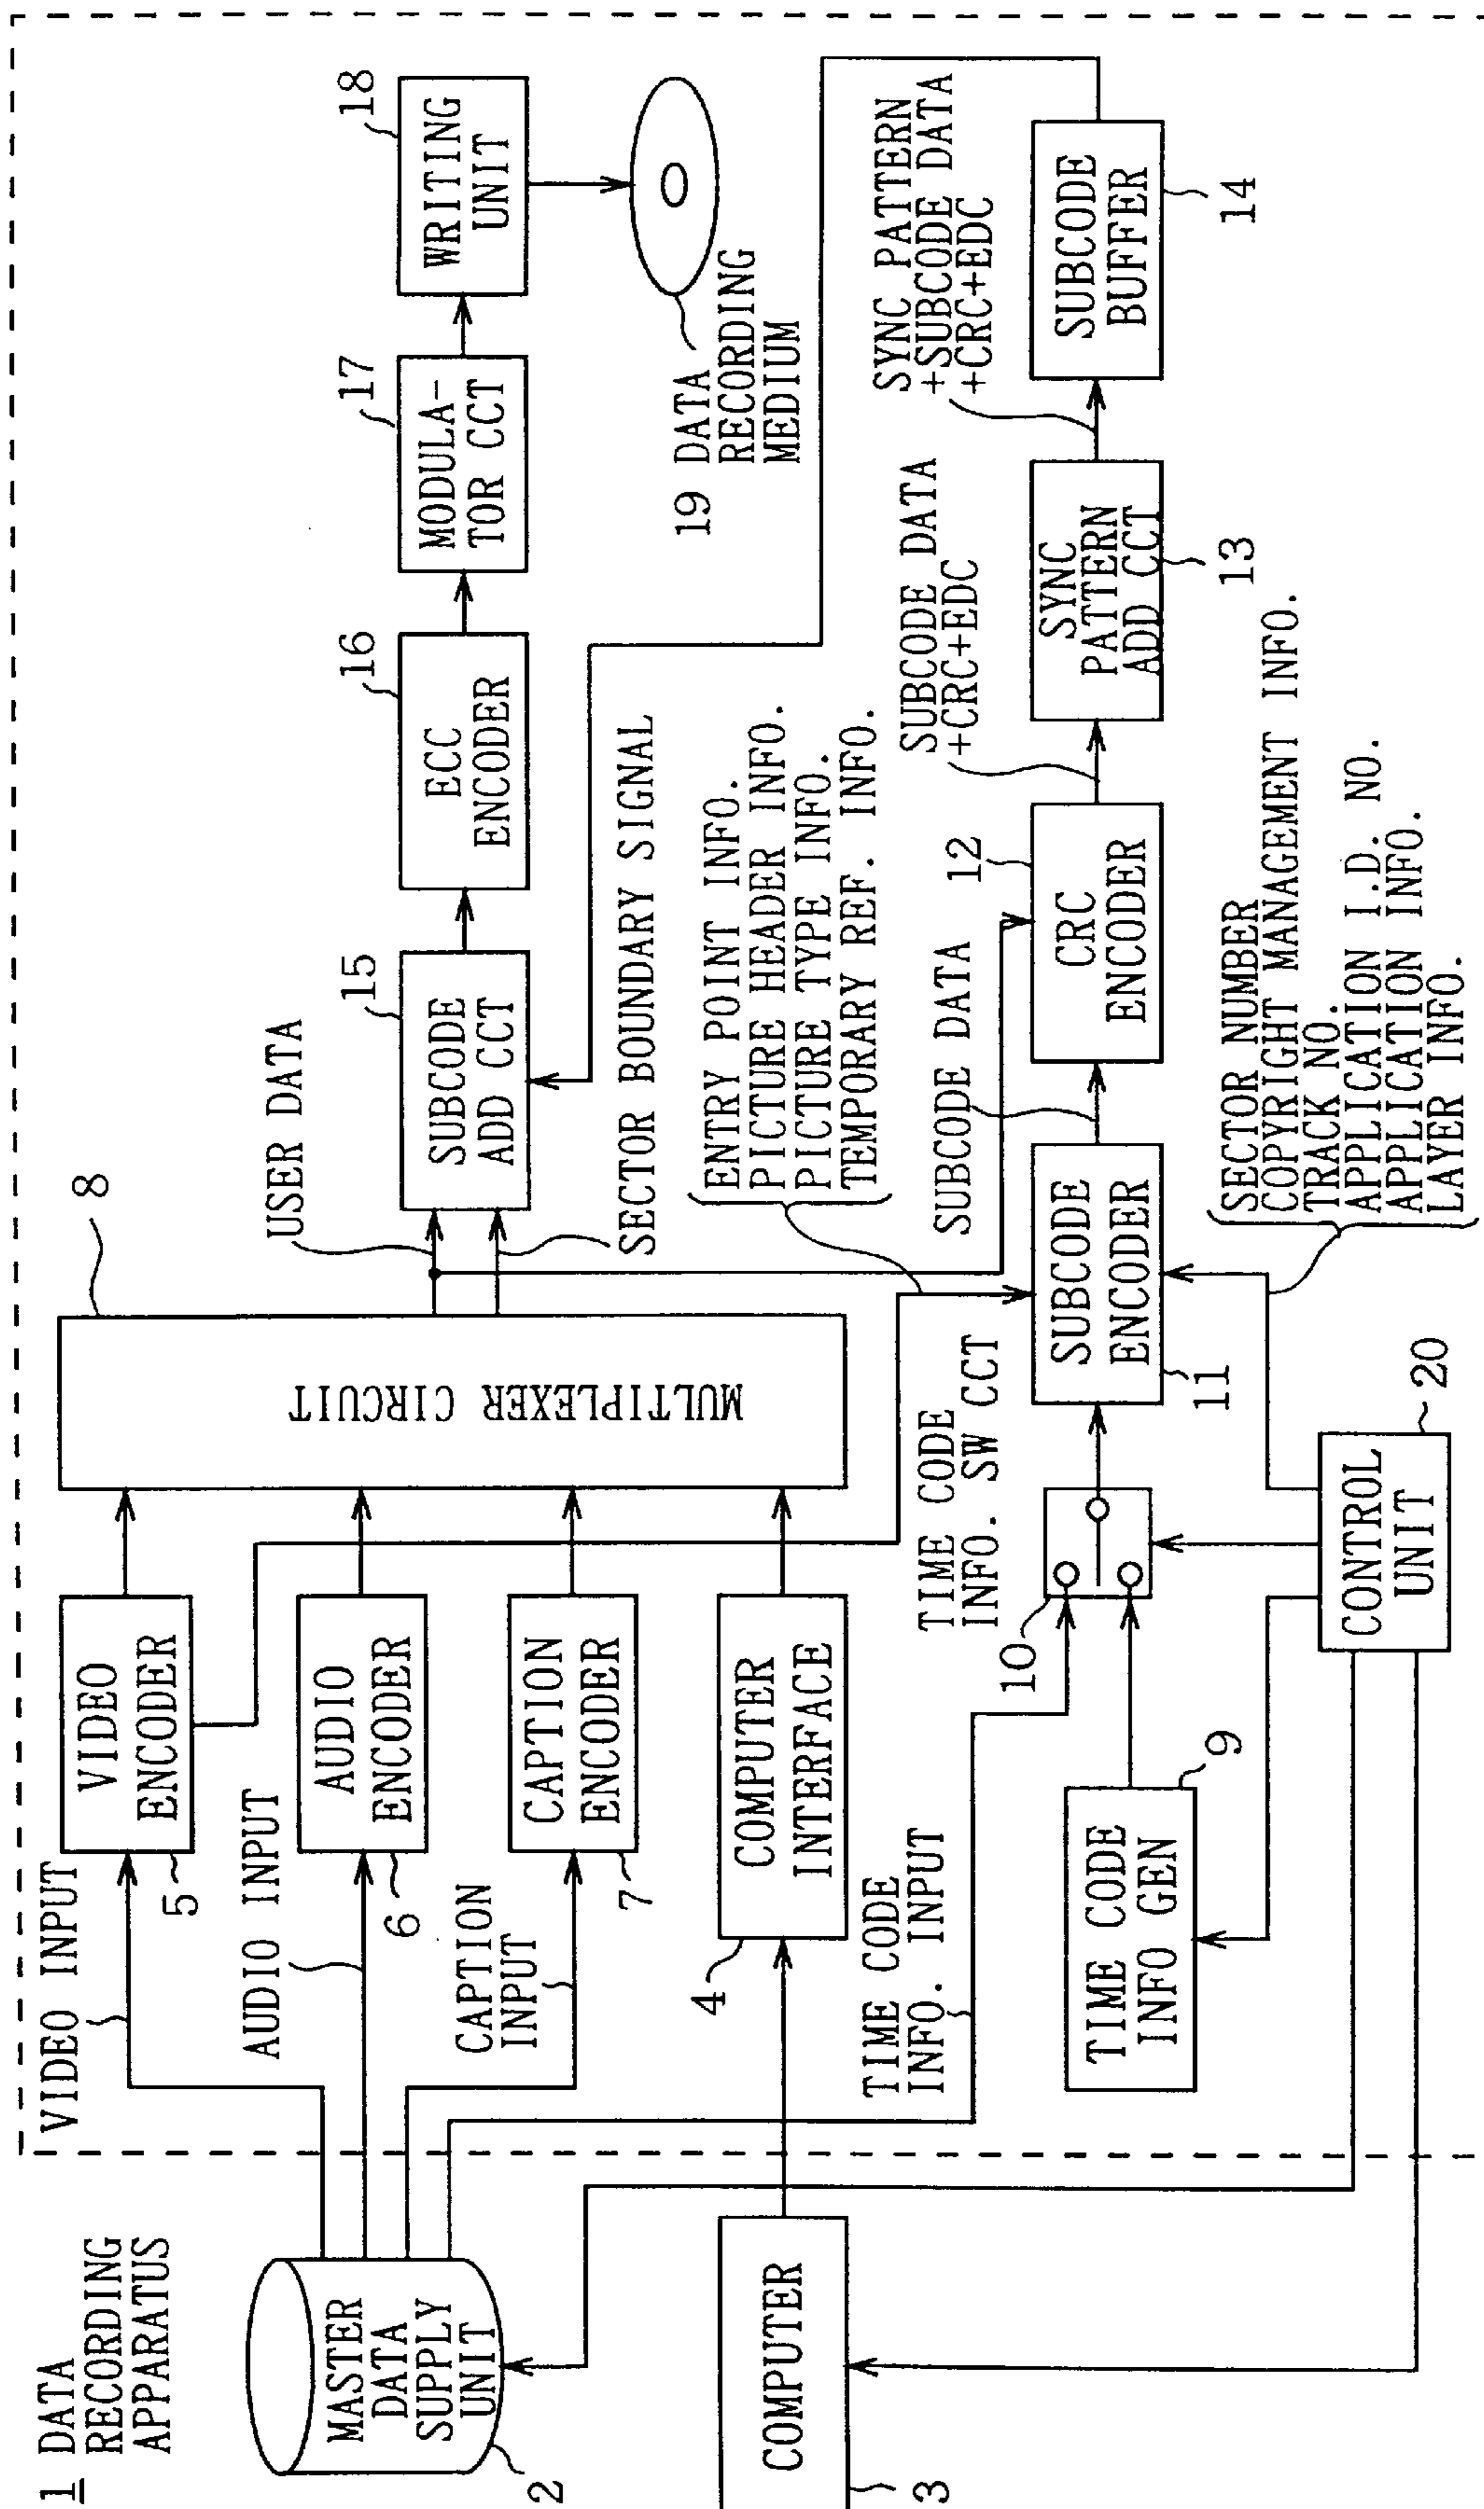 1 DATA
RECORDING
APPARATUS
MASTER
DATA
SUPPLY
UNIT
2
COMPUTER
3
VIDEO INPUT
VIDEO
ENCODER
5
AUDIO INPUT
AUDIO
ENCODER
6
CAPTION
INPUT
CAPTION
ENCODER
7
COMPUTER
INTERFACE
4
MULTIPLEXER CIRCUIT
8
USER DATA
SECTOR BOUNDARY SIGNAL
SUBCODE
ADD CCT
15
ECC
ENCODER
16
MODULA-
TOR CCT
17
WRITING
UNIT
18
19 DATA
RECORDING
MEDIUM
ENTRY POINT INFO.
PICTURE HEADER INFO.
PICTURE TYPE INFO.
TEMPORARY REF. INFO.
TIME CODE
INFO. INPUT
TIME CODE
INFO GEN
9
TIME CODE
INFO. SW CCT
10
SUBCODE
ENCODER
11
SUBCODE DATA
CRC
ENCODER
12
SUBCODE DATA
+CRC+EDC
SYNC
PATTERN
ADD CCT
13
SYNC PATTERN
+SUBCODE DATA
+CRC+EDC
SUBCODE
BUFFER
14
CONTROL
UNIT
20
SECTOR NUMBER
COPYRIGHT MANAGEMENT INFO.
TRACK NO.
APPLICATION I.D. NO.
APPLICATION INFO.
LAYER INFO.